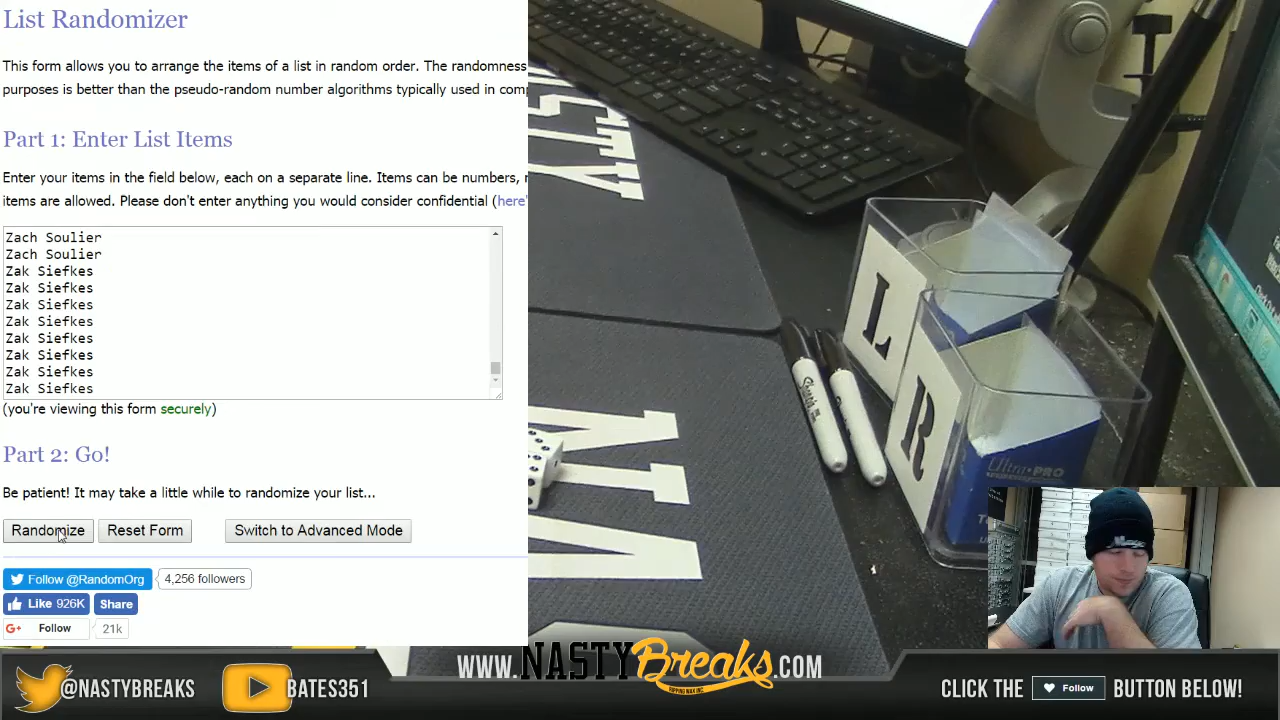 List Randomizer
This form allows you to arrange the items of a list in random order. The randomness
purposes is better than the pseudo-random number algorithms typically used in com
Part 1: Enter List Items
Enter your items in the field below, each on a separate line. Items can be numbers,
items are allowed. Please don't enter anything you would consider confidential (here'
Zach Soulier
Zach Soulier
Zak Siefkes
Zak Siefkes
Zak Siefkes
Zak Siefkes
Zak Siefkes
Zak Siefkes
Zak Siefkes
Zak Siefkes
(you're viewing this form securely)
Part 2: Go!
Be patient! It may take a little while to randomize your list...
Randomize Reset Form Switch to Advanced Mode
Follow @RandomOrg 4,256 followers
Like 926K Share
G+ Follow 21k
L
R
Ultra·PRO
Sharpie
@NASTYBREAKS BATES351 WWW.NASTYBreaks.COM CLICK THE Follow BUTTON BELOW!
RIPPING WAX INC.